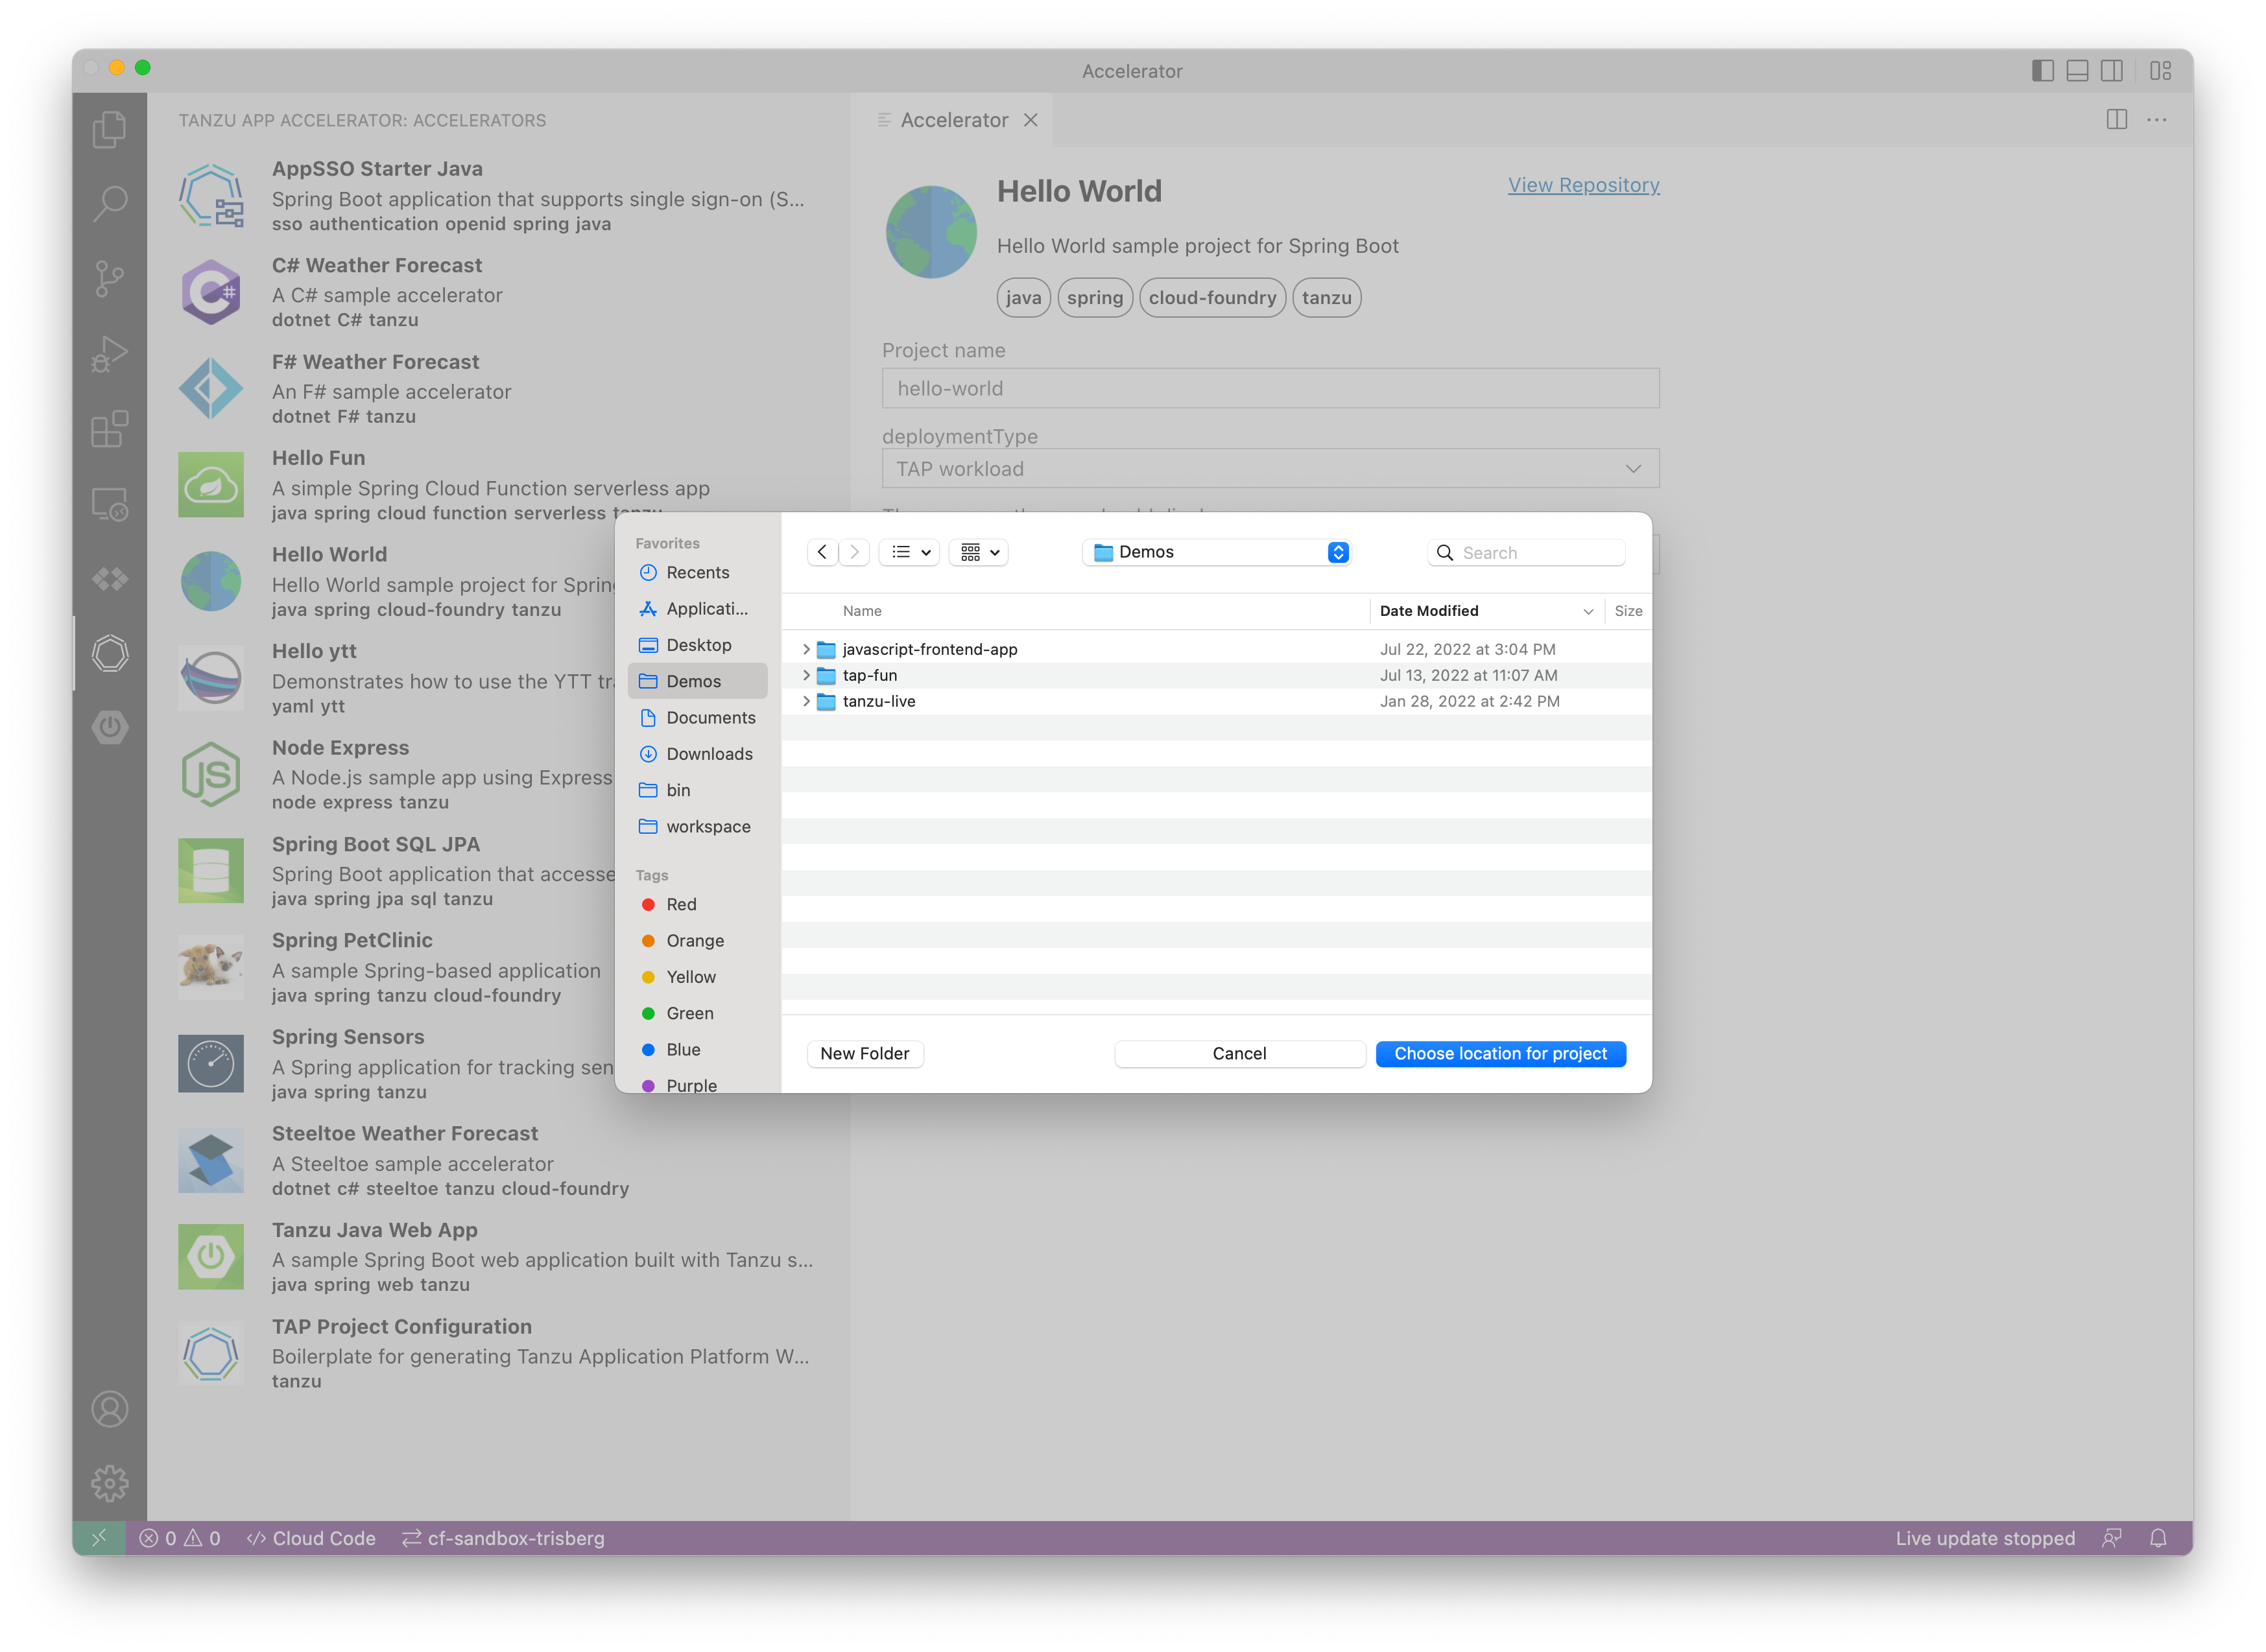 Accelerator
TANZU APP ACCELERATOR: ACCELERATORS
AppSSO Starter Java
Spring Boot application that supports single sign-on (S...
sso authentication openid spring java
C# Weather Forecast
A C# sample accelerator
dotnet C# tanzu
F# Weather Forecast
An F# sample accelerator
dotnet F# tanzu
Hello Fun
A simple Spring Cloud Function serverless app
java spring cloud function serverless tanzu
Hello World
Hello World sample project for Spring
java spring cloud-foundry tanzu
Hello ytt
Demonstrates how to use the YTT
yaml ytt
Node Express
A Node.js sample app using Express
node express tanzu
Spring Boot SQL JPA
Spring Boot application that accesse
java spring jpa sql tanzu
Spring PetClinic
A sample Spring-based application
java spring tanzu cloud-foundry
Spring Sensors
A Spring application for tracking sen
java spring tanzu
Steeltoe Weather Forecast
A Steeltoe sample accelerator
dotnet c# steeltoe tanzu cloud-foundry
Tanzu Java Web App
A sample Spring Boot web application built with Tanzu s...
java spring web tanzu
TAP Project Configuration
Boilerplate for generating Tanzu Application Platform W...
tanzu
Accelerator
Hello World
View Repository
Hello World sample project for Spring Boot
java spring cloud-foundry tanzu
Project name
hello-world
deploymentType
TAP workload
Favorites
Recents
Applicati...
Desktop
Demos
Documents
Downloads
bin
workspace
Tags
Red
Orange
Yellow
Green
Blue
Purple
Demos
Search
Name Date Modified Size
javascript-frontend-app Jul 22, 2022 at 3:04 PM
tap-fun Jul 13, 2022 at 11:07 AM
tanzu-live Jan 28, 2022 at 2:42 PM
New Folder Cancel Choose location for project
0 0 </> Cloud Code cf-sandbox-trisberg Live update stopped